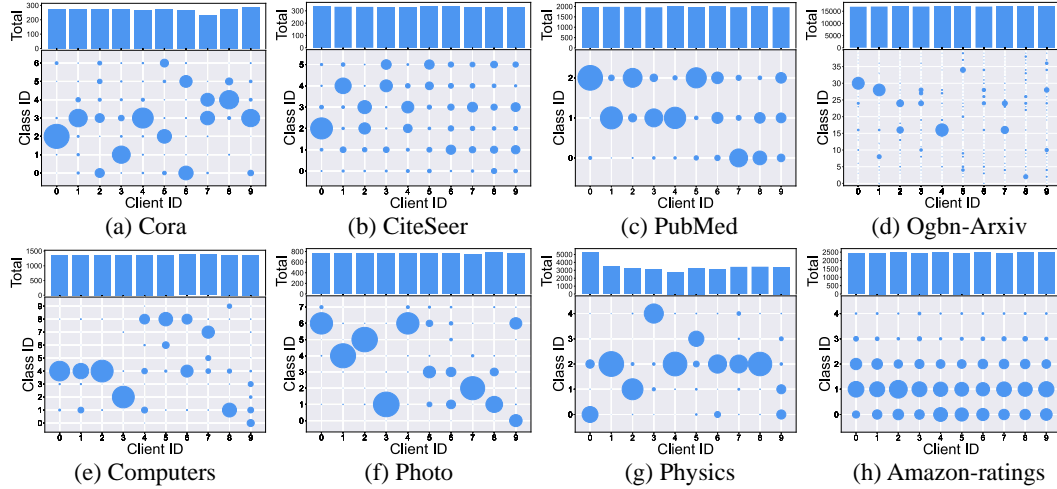 Total
300
200
100
0
Class ID
6
5
4
3
2
1
0
0 1 2 3 4 5 6 7 8 9
Client ID
(a) Cora
Total
300
200
100
0
Class ID
5
4
3
2
1
0
0 1 2 3 4 5 6 7 8 9
Client ID
(b) CiteSeer
Total
2000
1500
1000
500
0
Class ID
2
1
0
0 1 2 3 4 5 6 7 8 9
Client ID
(c) PubMed
Total
15000
10000
5000
0
Class ID
35
30
25
20
15
10
5
0
0 1 2 3 4 5 6 7 8 9
Client ID
(d) Ogbn-Arxiv
Total
1500
1000
500
0
Class ID
9
8
7
6
5
4
3
2
1
0
0 1 2 3 4 5 6 7 8 9
Client ID
(e) Computers
Total
800
600
400
200
0
Class ID
7
6
5
4
3
2
1
0
0 1 2 3 4 5 6 7 8 9
Client ID
(f) Photo
Total
5000
4000
3000
2000
1000
0
Class ID
4
3
2
1
0
0 1 2 3 4 5 6 7 8 9
Client ID
(g) Physics
Total
2500
2000
1500
1000
500
0
Class ID
4
3
2
1
0
0 1 2 3 4 5 6 7 8 9
Client ID
(h) Amazon-ratings